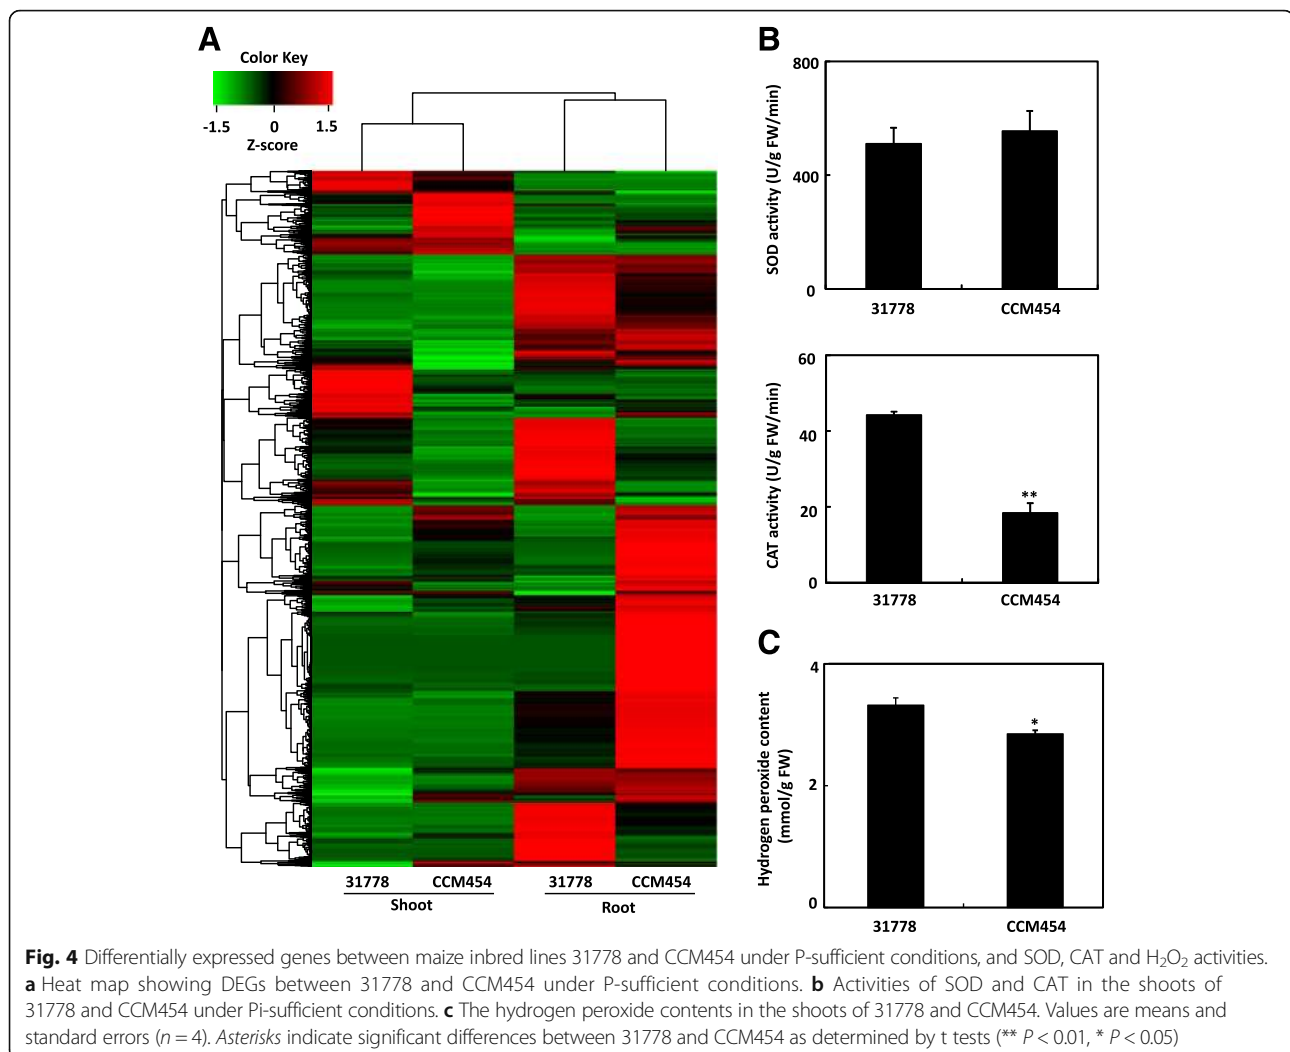 A
Color Key
-1.5 0 1.5
Z-score
31778 CCM454 31778 CCM454
Shoot Root
B
SOD activity (U/g FW/min)
800
400
0
31778 CCM454
CAT activity (U/g FW/min)
60
40
20
0
**
31778 CCM454
C
Hydrogen peroxide content
(mmol/g FW)
4
2
0
*
31778 CCM454
Fig. 4 Differentially expressed genes between maize inbred lines 31778 and CCM454 under P-sufficient conditions, and SOD, CAT and H₂O₂ activities.
a Heat map showing DEGs between 31778 and CCM454 under P-sufficient conditions. b Activities of SOD and CAT in the shoots of
31778 and CCM454 under Pi-sufficient conditions. c The hydrogen peroxide contents in the shoots of 31778 and CCM454. Values are means and
standard errors (n = 4). Asterisks indicate significant differences between 31778 and CCM454 as determined by t tests (** P < 0.01, * P < 0.05)